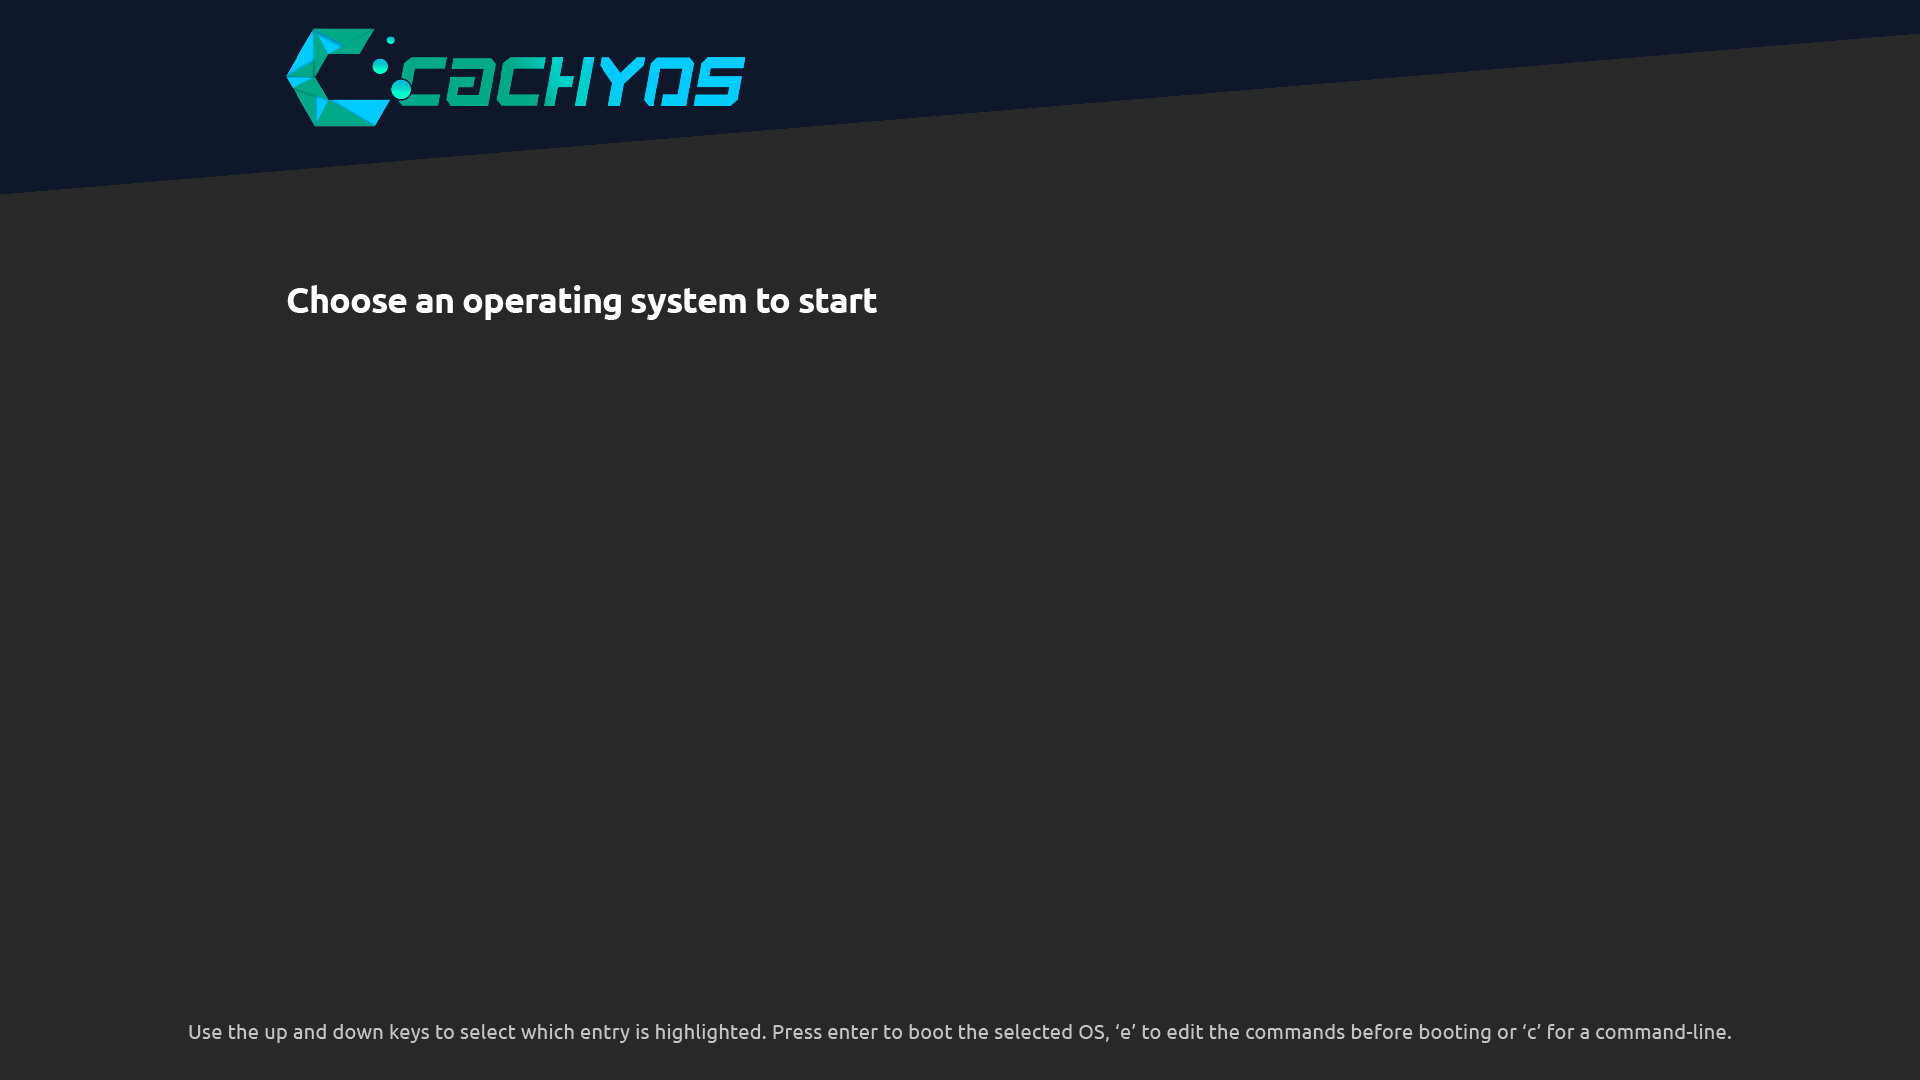 CACHYOS
Choose an operating system to start
Use the up and down keys to select which entry is highlighted. Press enter to boot the selected OS, ‘e’ to edit the commands before booting or ‘c’ for a command-line.